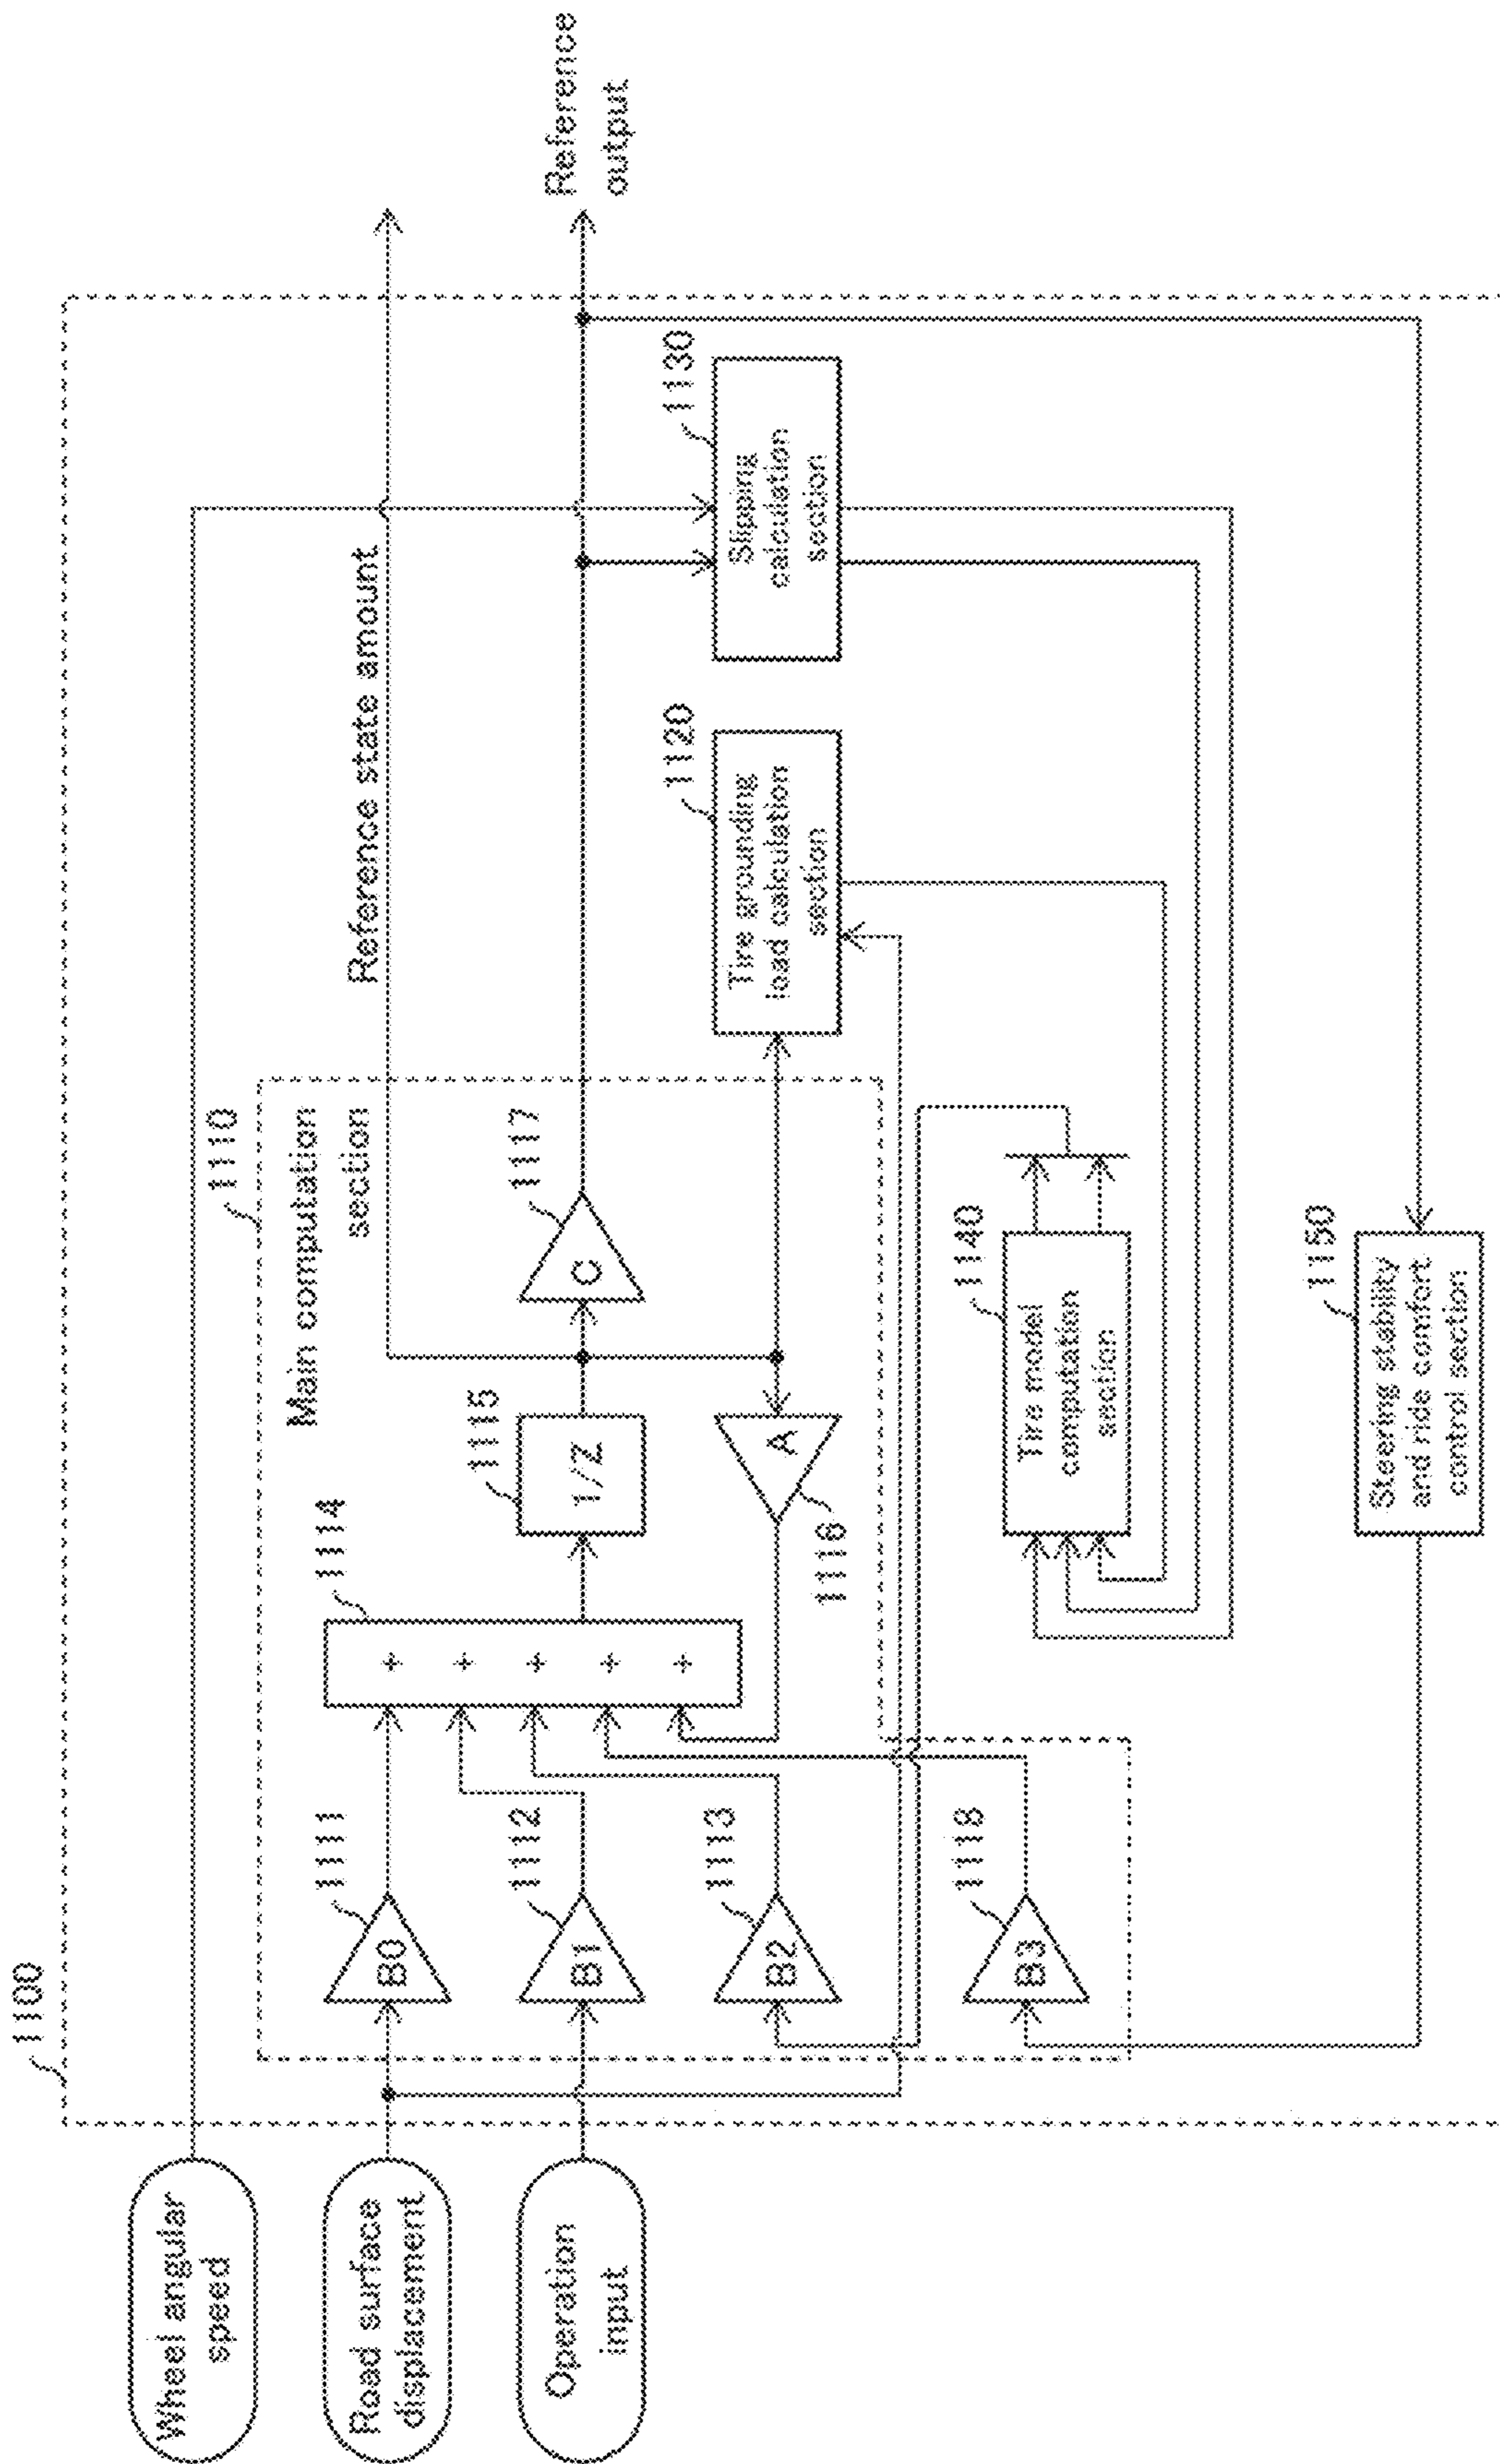 1100
Wheel angular
speed
Road surface
displacement
Operation
input
1110
Main computation
section
1111
B0
1112
B1
1113
B2
1118
B3
1114
+
+
+
+
+
1115
1/Z
1116
A
1117
C
Reference state amount
Reference
output
1120
Tire grounding
load calculation
section
1130
Slipping
calculation
section
1140
Tire model
computation
section
1150
Steering stability
and ride comfort
control section